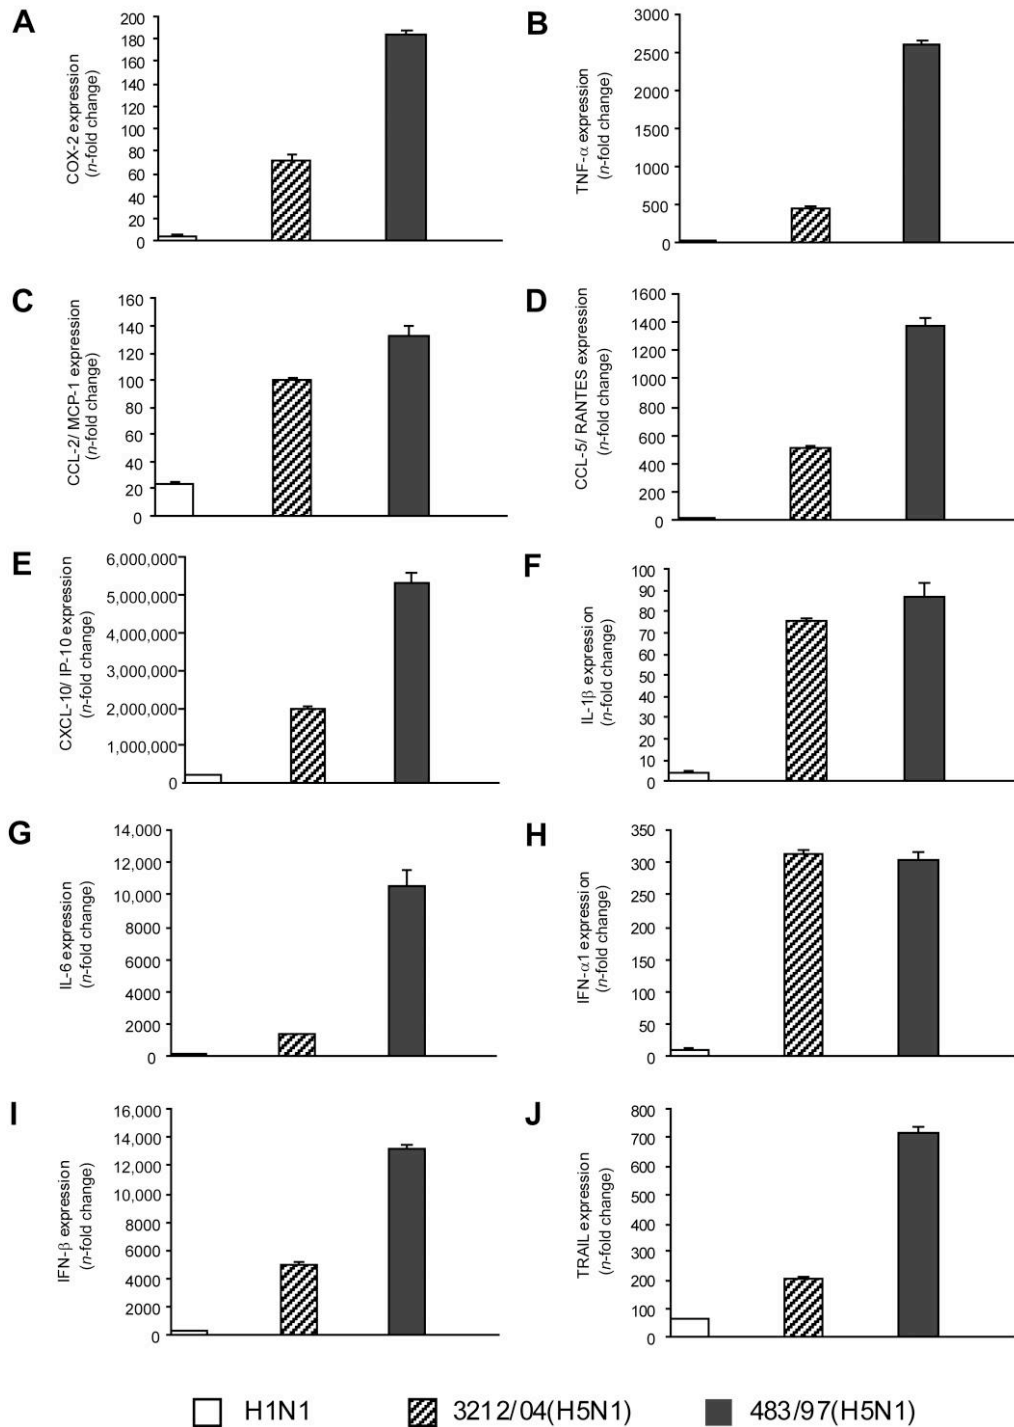 A
COX-2 expression
(n-fold change)
200
180
160
140
120
100
80
60
40
20
0
B
TNF-α expression
(n-fold change)
3000
2500
2000
1500
1000
500
0
C
CCL-2/ MCP-1 expression
(n-fold change)
160
140
120
100
80
60
40
20
0
D
CCL-5/ RANTES expression
(n-fold change)
1600
1400
1200
1000
800
600
400
200
0
E
CXCL-10/ IP-10 expression
(n-fold change)
6,000,000
5,000,000
4,000,000
3,000,000
2,000,000
1,000,000
0
F
IL-1β expression
(n-fold change)
100
90
80
70
60
50
40
30
20
10
0
G
IL-6 expression
(n-fold change)
14,000
12,000
10,000
8000
6000
4000
2000
0
H
IFN-α1 expression
(n-fold change)
350
300
250
200
150
100
50
0
I
IFN-β expression
(n-fold change)
16,000
14,000
12,000
10,000
8000
6000
4000
2000
0
J
TRAIL expression
(n-fold change)
800
700
600
500
400
300
200
100
0
H1N1
3212/04(H5N1)
483/97(H5N1)